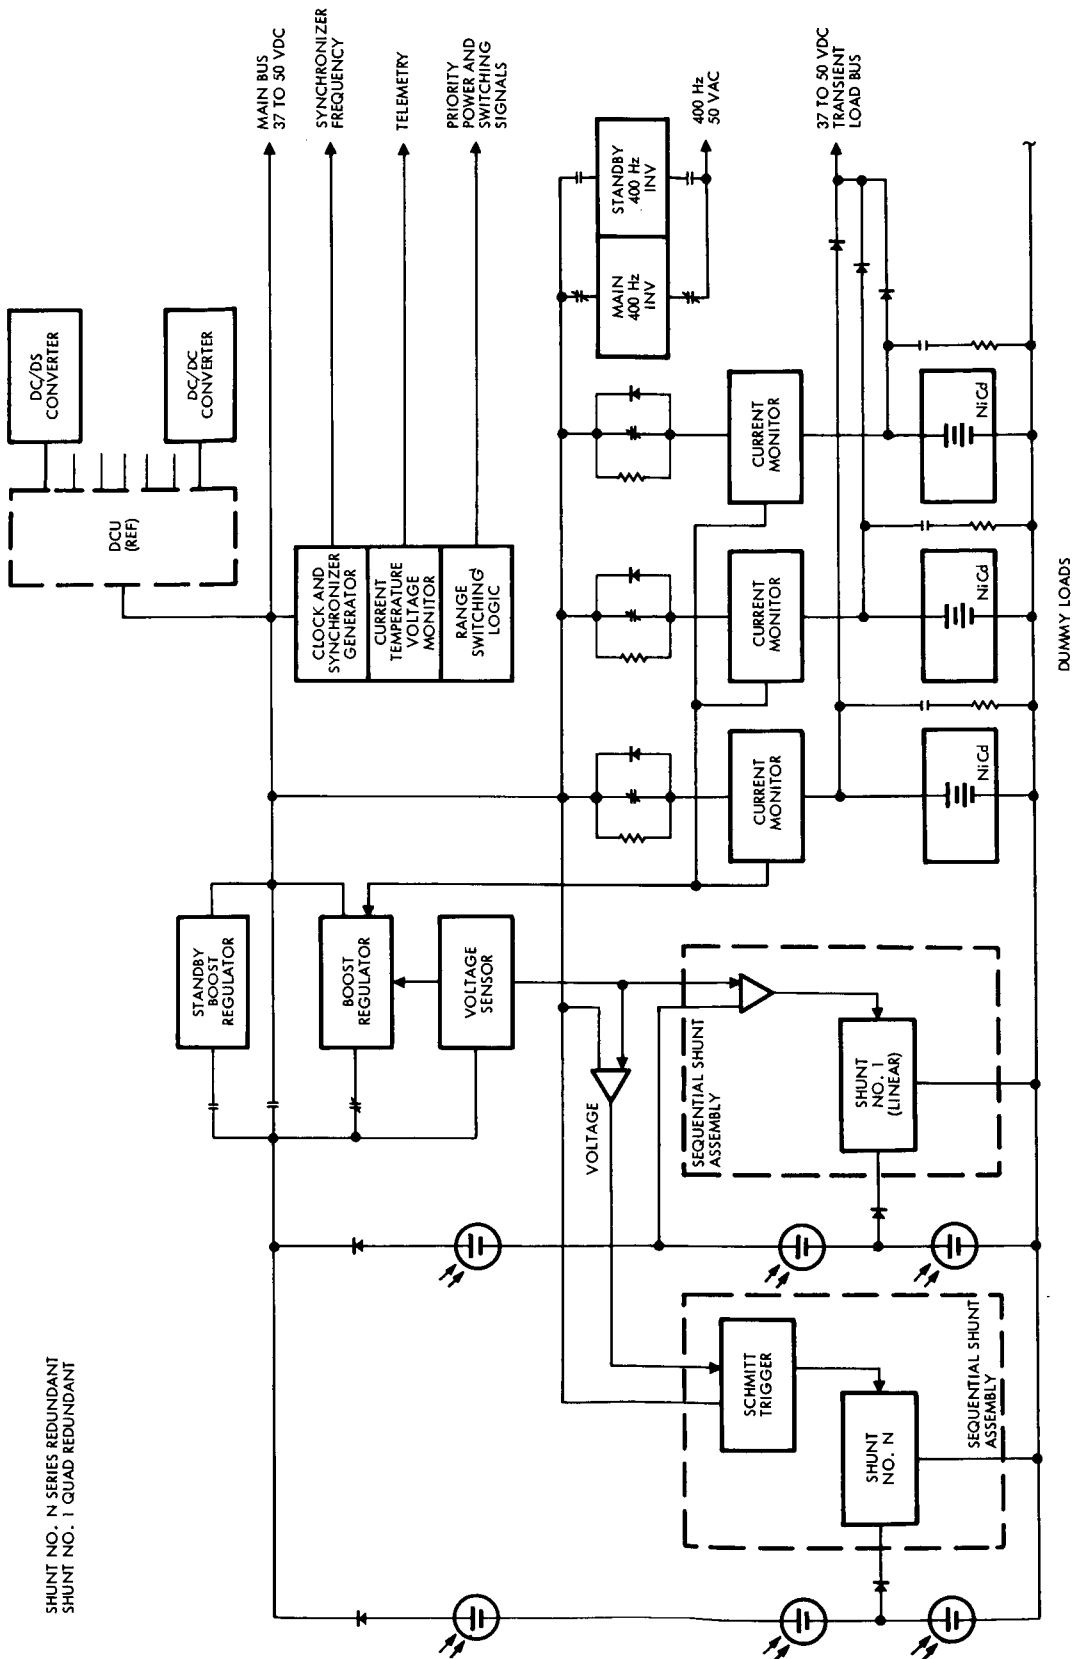 SHUNT NO. N SERIES REDUNDANT
SHUNT NO. 1 QUAD REDUNDANT
DC/DS
CONVERTER
DC/DC
CONVERTER
DCU
(REF)
MAIN BUS
37 TO 50 VDC
SYNCHRONIZER
FREQUENCY
TELEMETRY
PRIORITY
POWER AND
SWITCHING
SIGNALS
CLOCK AND
SYNCHRONIZER
GENERATOR
CURRENT
TEMPERATURE
VOLTAGE
MONITOR
RANGE
SWITCHING
LOGIC
STANDBY
BOOST
REGULATOR
BOOST
REGULATOR
VOLTAGE
SENSOR
VOLTAGE
MAIN
400 Hz
INV
STANDBY
400 Hz
INV
400 Hz
50 VAC
37 TO 50 VDC
TRANSIENT
LOAD BUS
CURRENT
MONITOR
CURRENT
MONITOR
CURRENT
MONITOR
NiCd
NiCd
NiCd
SEQUENTIAL SHUNT
ASSEMBLY
SHUNT
NO. 1
(LINEAR)
SCHMITT
TRIGGER
SHUNT
NO. N
SEQUENTIAL SHUNT
ASSEMBLY
DUMMY LOADS